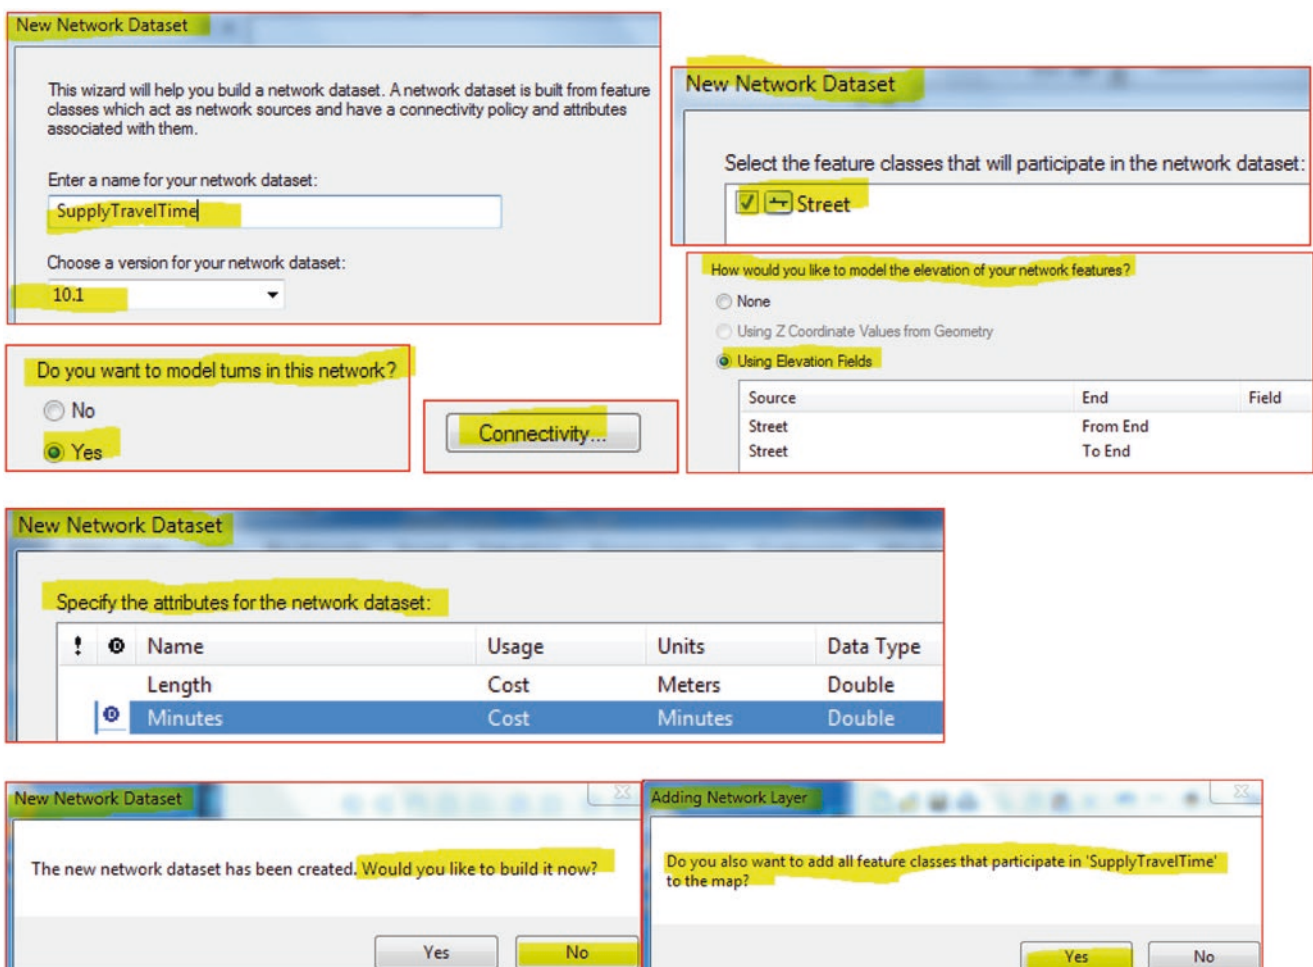 New Network Dataset
This wizard will help you build a network dataset. A network dataset is built from feature
classes which act as network sources and have a connectivity policy and attributes
associated with them.
Enter a name for your network dataset:
SupplyTravelTime
Choose a version for your network dataset:
10.1
New Network Dataset
Select the feature classes that will participate in the network dataset:
Street
Do you want to model turns in this network?
No
Yes
Connectivity...
How would you like to model the elevation of your network features?
None
Using Z Coordinate Values from Geometry
Using Elevation Fields
Source End Field
Street From End
Street To End
New Network Dataset
Specify the attributes for the network dataset:
! D Name Usage Units Data Type
Length Cost Meters Double
D Minutes Cost Minutes Double
New Network Dataset
The new network dataset has been created. Would you like to build it now?
Yes No
Adding Network Layer
Do you also want to add all feature classes that participate in 'SupplyTravelTime'
to the map?
Yes No